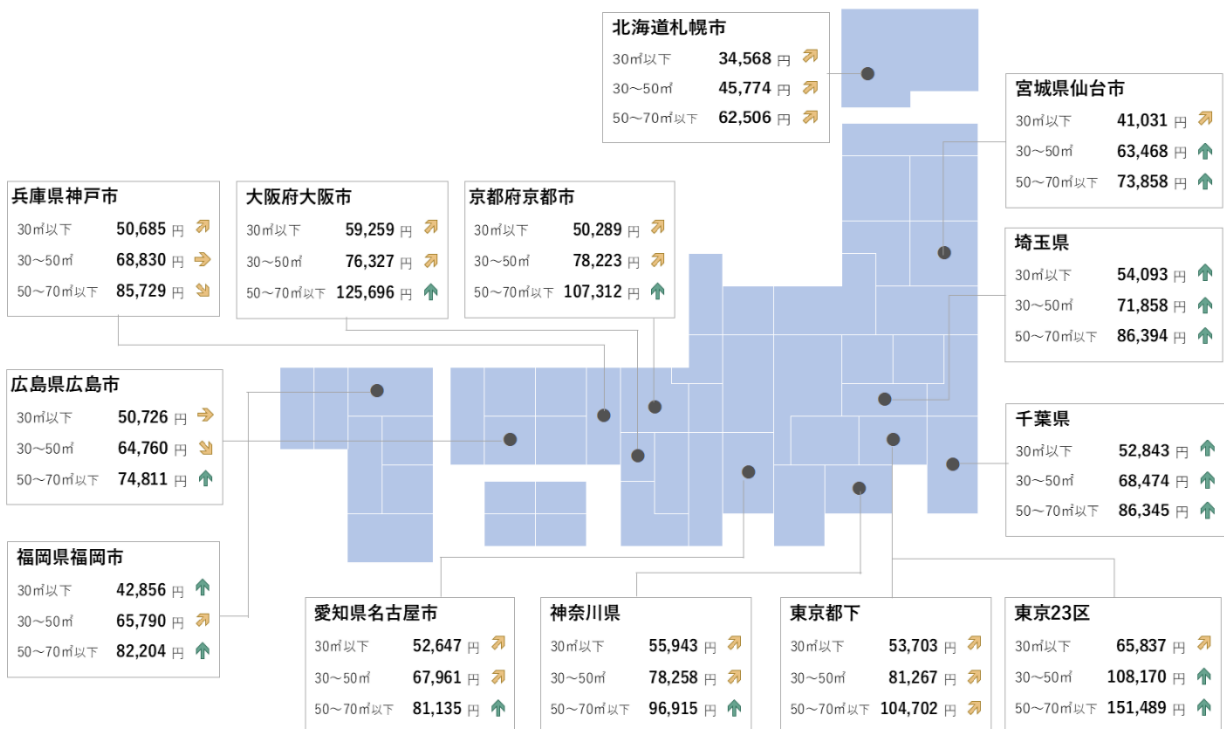 北海道札幌市
30㎡以下 34,568 円
30～50㎡ 45,774 円
50～70㎡以下 62,506 円
宮城県仙台市
30㎡以下 41,031 円
30～50㎡ 63,468 円
50～70㎡以下 73,858 円
兵庫県神戸市
30㎡以下 50,685 円
30～50㎡ 68,830 円
50～70㎡以下 85,729 円
大阪府大阪市
30㎡以下 59,259 円
30～50㎡ 76,327 円
50～70㎡以下 125,696 円
京都府京都市
30㎡以下 50,289 円
30～50㎡ 78,223 円
50～70㎡以下 107,312 円
埼玉県
30㎡以下 54,093 円
30～50㎡ 71,858 円
50～70㎡以下 86,394 円
広島県広島市
30㎡以下 50,726 円
30～50㎡ 64,760 円
50～70㎡以下 74,811 円
千葉県
30㎡以下 52,843 円
30～50㎡ 68,474 円
50～70㎡以下 86,345 円
福岡県福岡市
30㎡以下 42,856 円
30～50㎡ 65,790 円
50～70㎡以下 82,204 円
愛知県名古屋市
30㎡以下 52,647 円
30～50㎡ 67,961 円
50～70㎡以下 81,135 円
神奈川県
30㎡以下 55,943 円
30～50㎡ 78,258 円
50～70㎡以下 96,915 円
東京都下
30㎡以下 53,703 円
30～50㎡ 81,267 円
50～70㎡以下 104,702 円
東京23区
30㎡以下 65,837 円
30～50㎡ 108,170 円
50～70㎡以下 151,489 円